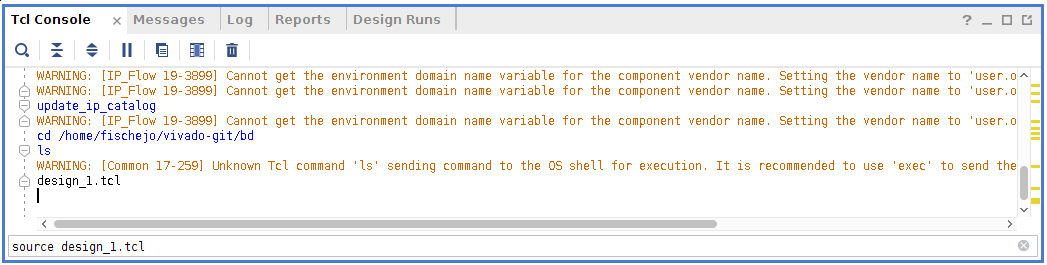 Tcl Console × Messages Log Reports Design Runs ?
WARNING: [IP_Flow 19-3899] Cannot get the environment domain name variable for the component vendor name. Setting the vendor name to 'user.o
WARNING: [IP_Flow 19-3899] Cannot get the environment domain name variable for the component vendor name. Setting the vendor name to 'user.o
update_ip_catalog
WARNING: [IP_Flow 19-3899] Cannot get the environment domain name variable for the component vendor name. Setting the vendor name to 'user.o
cd /home/fischejo/vivado-git/bd
ls
WARNING: [Common 17-259] Unknown Tcl command 'ls' sending command to the OS shell for execution. It is recommended to use 'exec' to send the
design_1.tcl
source design_1.tcl